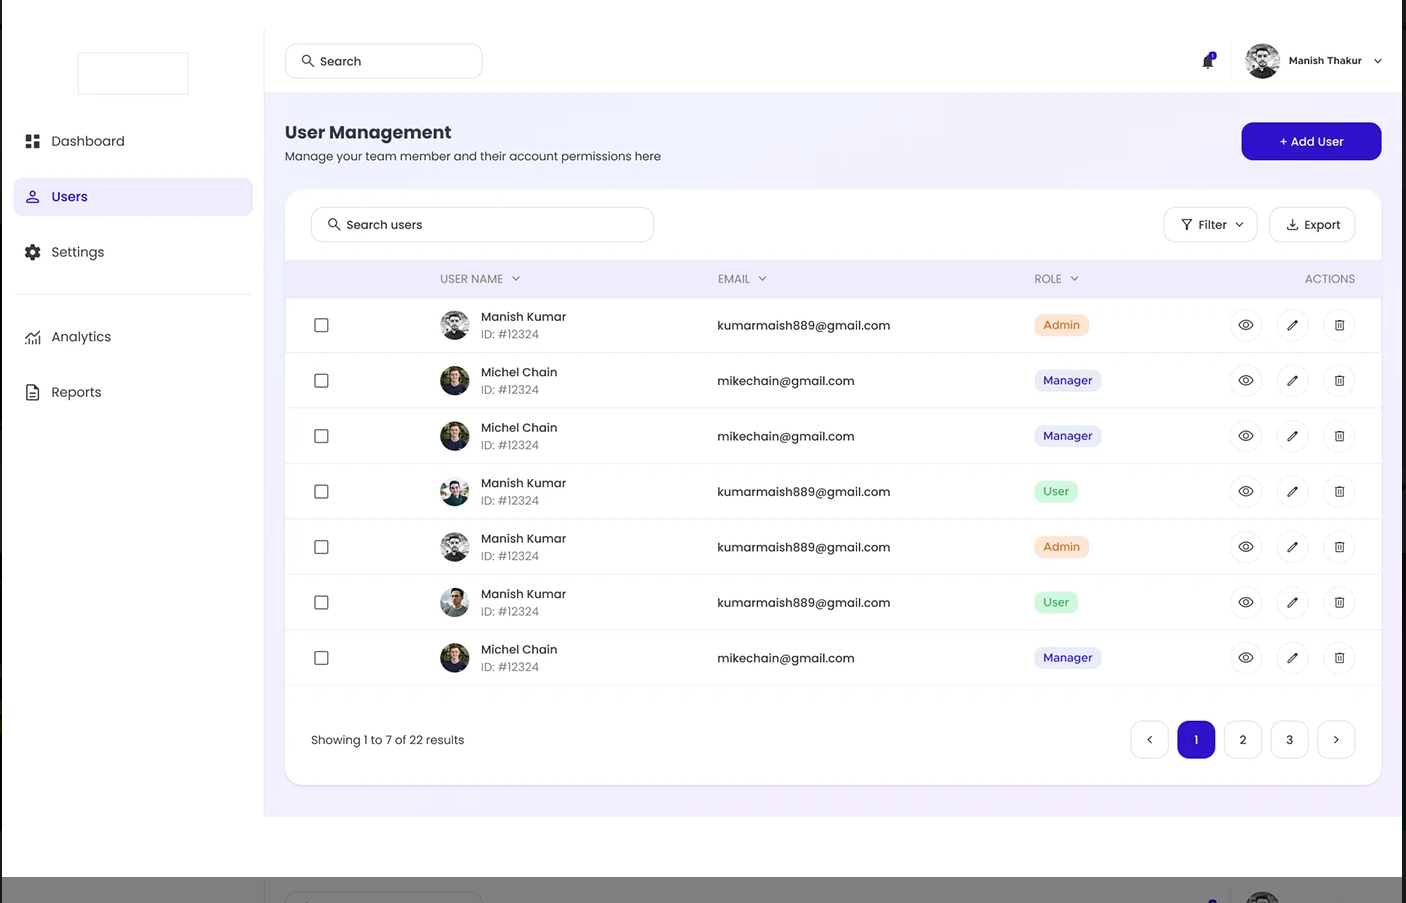 Search
1
Manish Thakur
Dashboard
Users
Settings
Analytics
Reports
User Management
Manage your team member and their account permissions here
+ Add User
Search users
Filter
Export
USER NAME EMAIL ROLE ACTIONS
Manish Kumar
ID: #12324
kumarmaish889@gmail.com
Admin
Michel Chain
ID: #12324
mikechain@gmail.com
Manager
Michel Chain
ID: #12324
mikechain@gmail.com
Manager
Manish Kumar
ID: #12324
kumarmaish889@gmail.com
User
Manish Kumar
ID: #12324
kumarmaish889@gmail.com
Admin
Manish Kumar
ID: #12324
kumarmaish889@gmail.com
User
Michel Chain
ID: #12324
mikechain@gmail.com
Manager
Showing 1 to 7 of 22 results
1 2 3